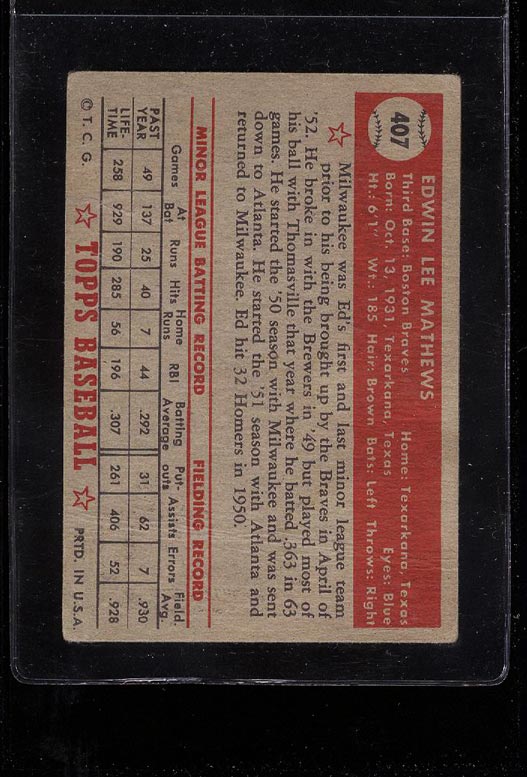 407
EDWIN LEE MATHEWS
Third Base: Boston Braves Home: Texarkana, Texas
Born: Oct. 13, 1931, Texarkana, Texas Eyes: Blue
Ht.: 6'1" Wt.: 185 Hair: Brown Bats: Left Throws: Right
Milwaukee was Ed's first and last minor league team
prior to his being brought up by the Braves in April of
'52. He broke in with the Brewers in '49 but played most of
his ball with Thomasville that year where he batted .363 in 63
games. He started the '50 season with Milwaukee and was sent
down to Atlanta. He started the '51 season with Atlanta and
returned to Milwaukee. Ed hit 32 Homers in 1950.
MINOR LEAGUE BATTING RECORD FIELDING RECORD
Games At Bat Runs Hits Home Runs RBI Batting Average Put-outs Assists Errors Field. Avg.
PAST YEAR 49 137 25 40 7 44 .292 31 62 7 .930
LIFE-TIME 258 929 190 285 56 196 .307 261 406 52 .928
© T. C. G. TOPPS BASEBALL PRTD. IN U.S.A.